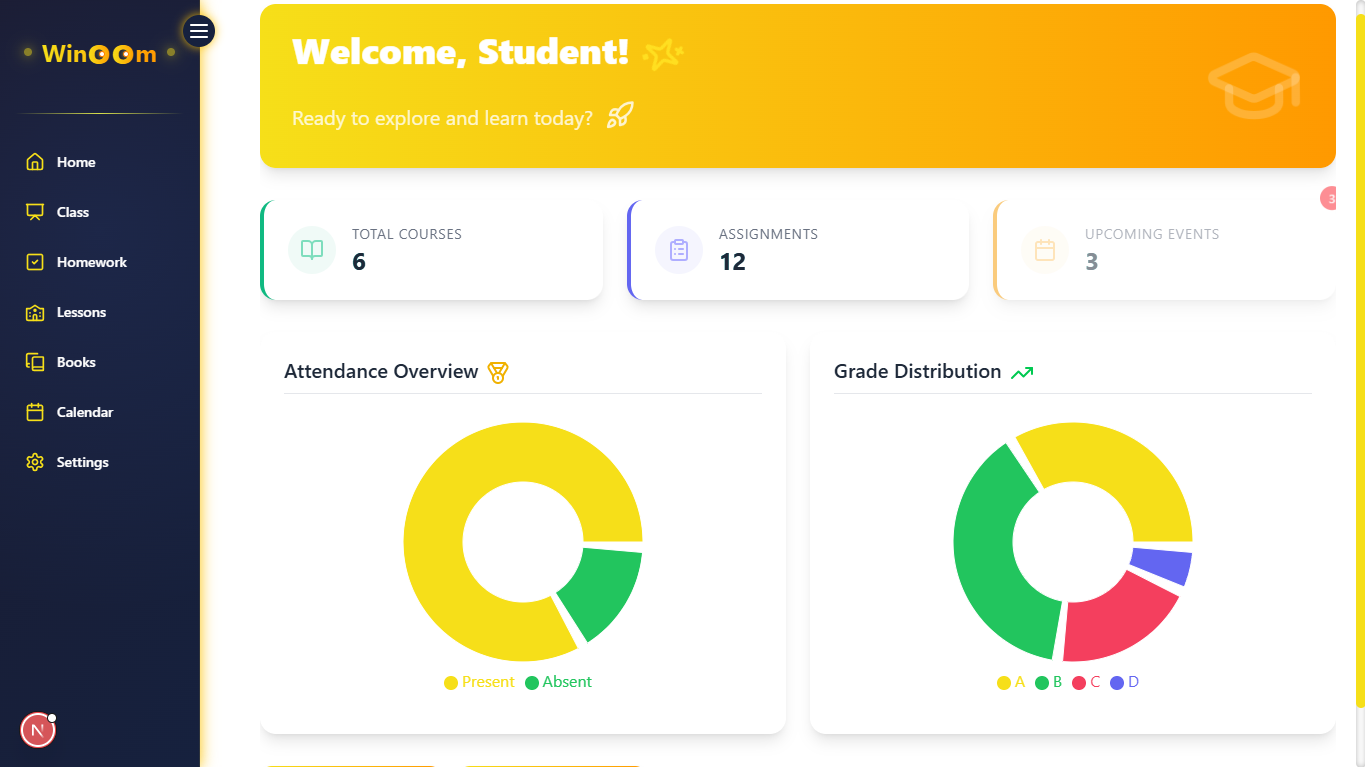 WinOOm
Home
Class
Homework
Lessons
Books
Calendar
Settings
N
Welcome, Student!
Ready to explore and learn today?
3
TOTAL COURSES
6
ASSIGNMENTS
12
UPCOMING EVENTS
3
Attendance Overview
Present Absent
Grade Distribution
A B C D